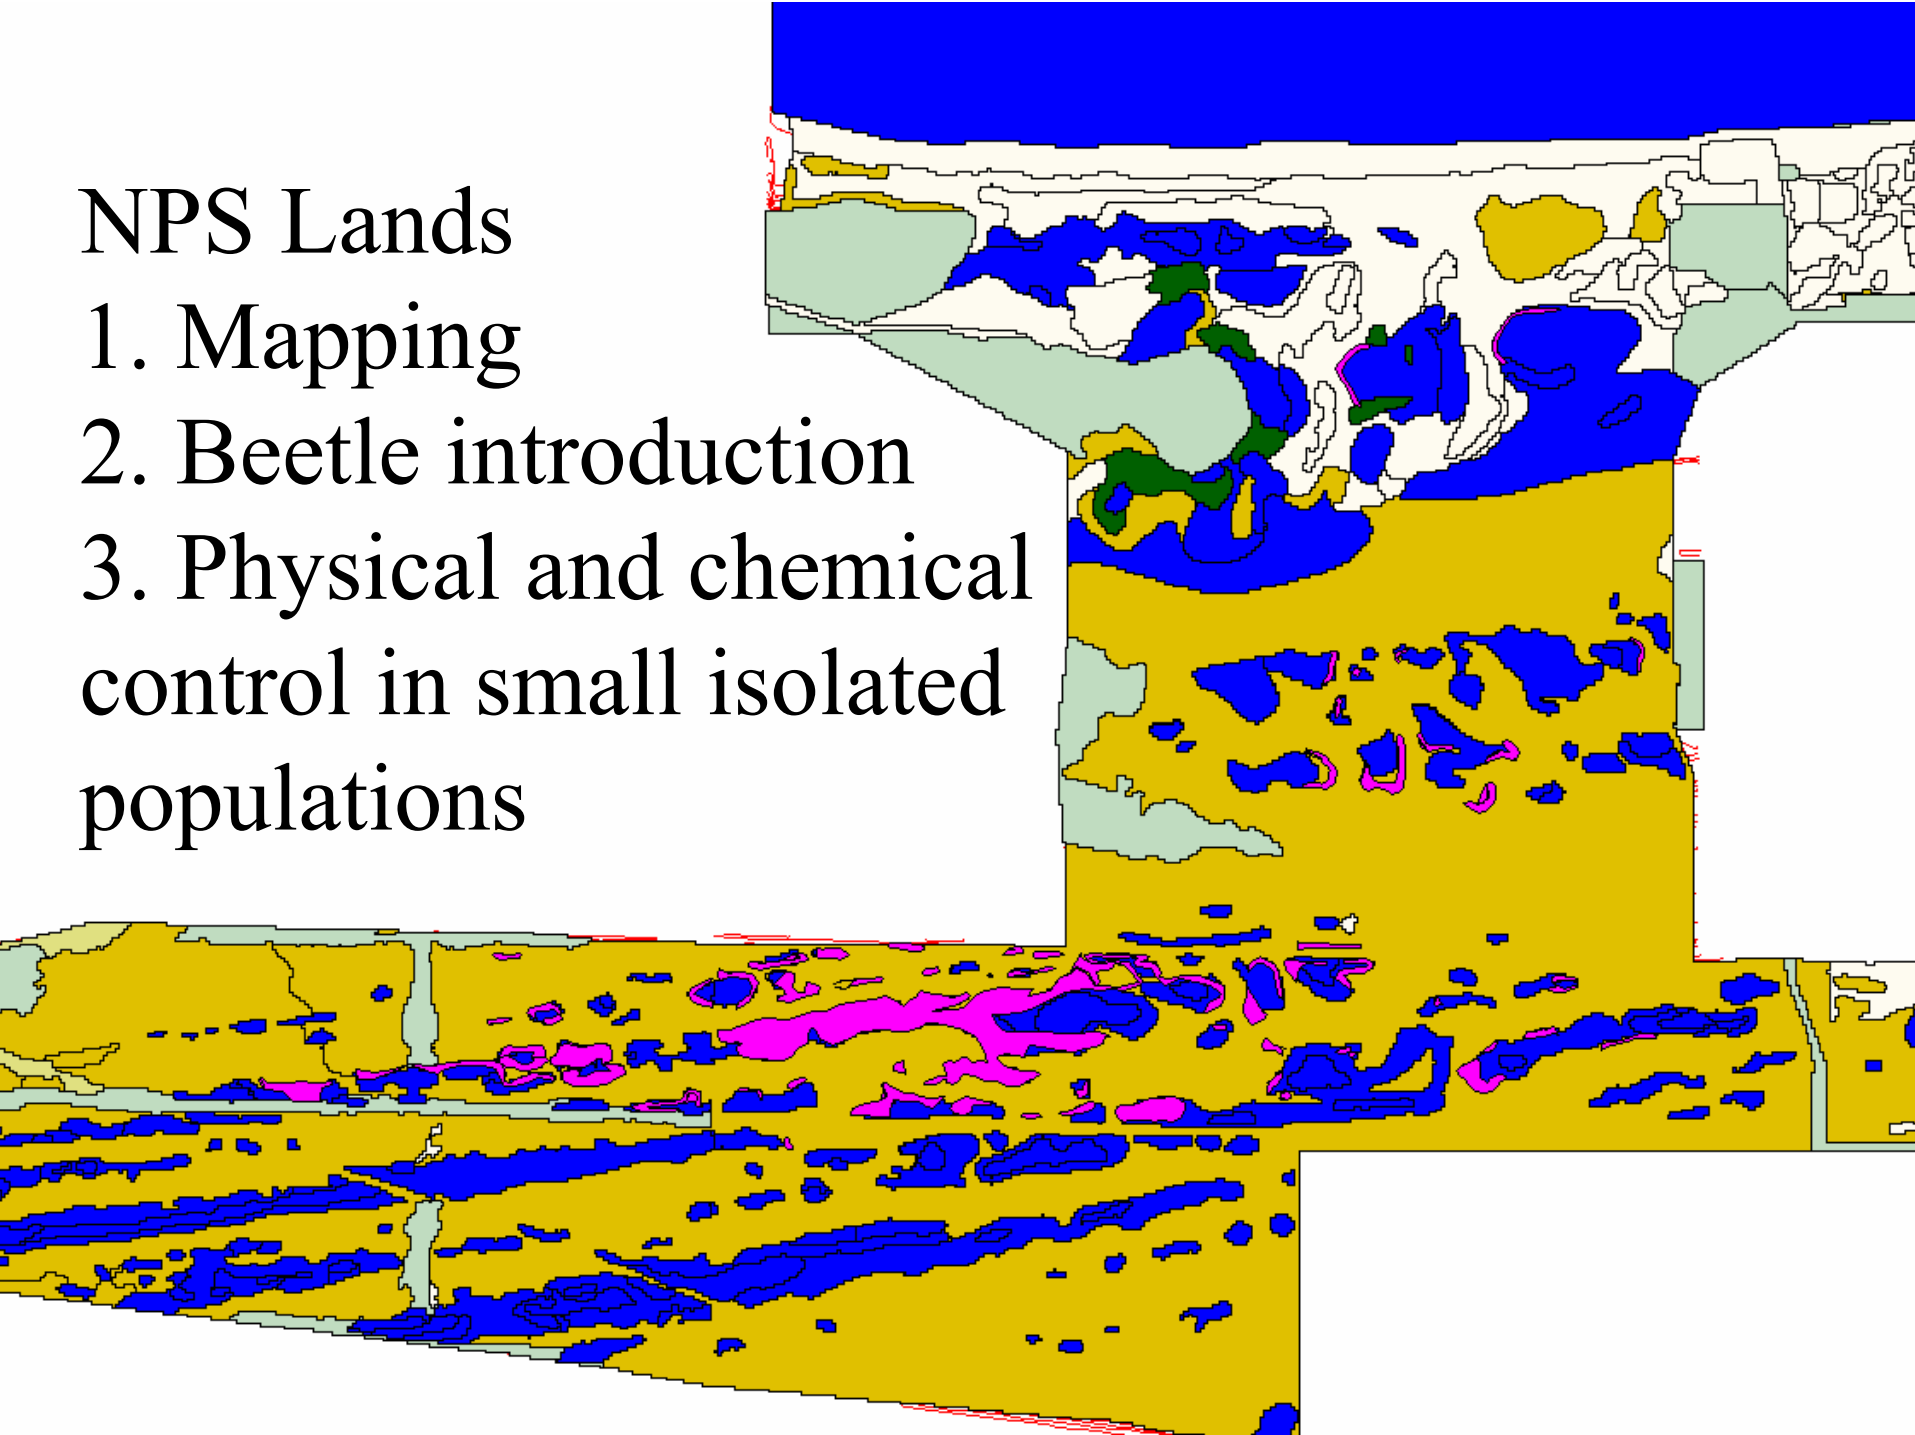 NPS Lands
1. Mapping
2. Beetle introduction
3. Physical and chemical
control in small isolated
populations